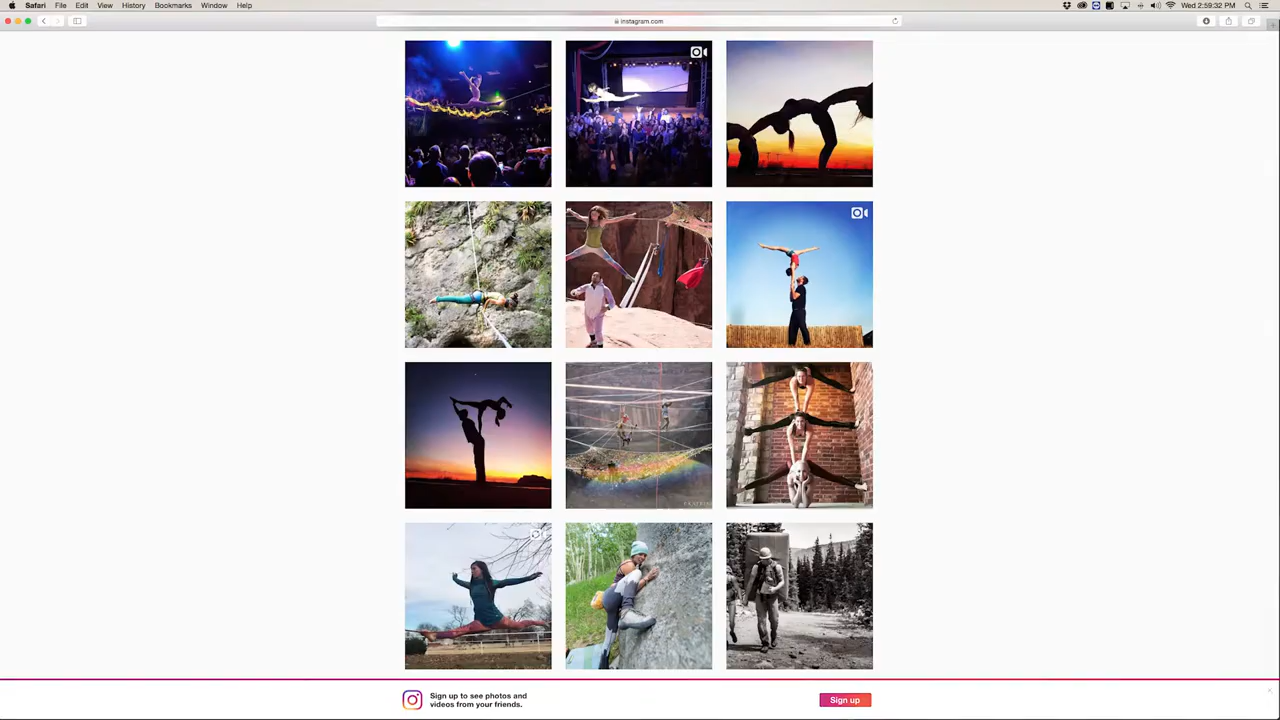 Safari File Edit View History Bookmarks Window Help
Wed 2:59:32 PM
instagram.com
Sign up to see photos and
videos from your friends.
Sign up